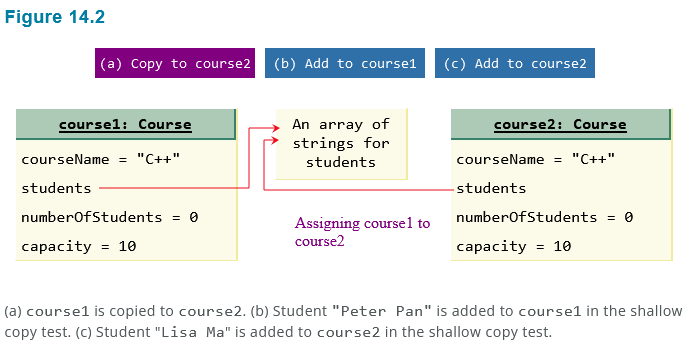 Figure 14.2
(a) Copy to course2
(b) Add to course1
(c) Add to course2
course1: Course
courseName = "C++"
students
numberOfStudents = 0
capacity = 10
An array of
strings for
students
Assigning course1 to
course2
course2: Course
courseName = "C++"
students
numberOfStudents = 0
capacity = 10
(a) course1 is copied to course2. (b) Student "Peter Pan" is added to course1 in the shallow
copy test. (c) Student "Lisa Ma" is added to course2 in the shallow copy test.